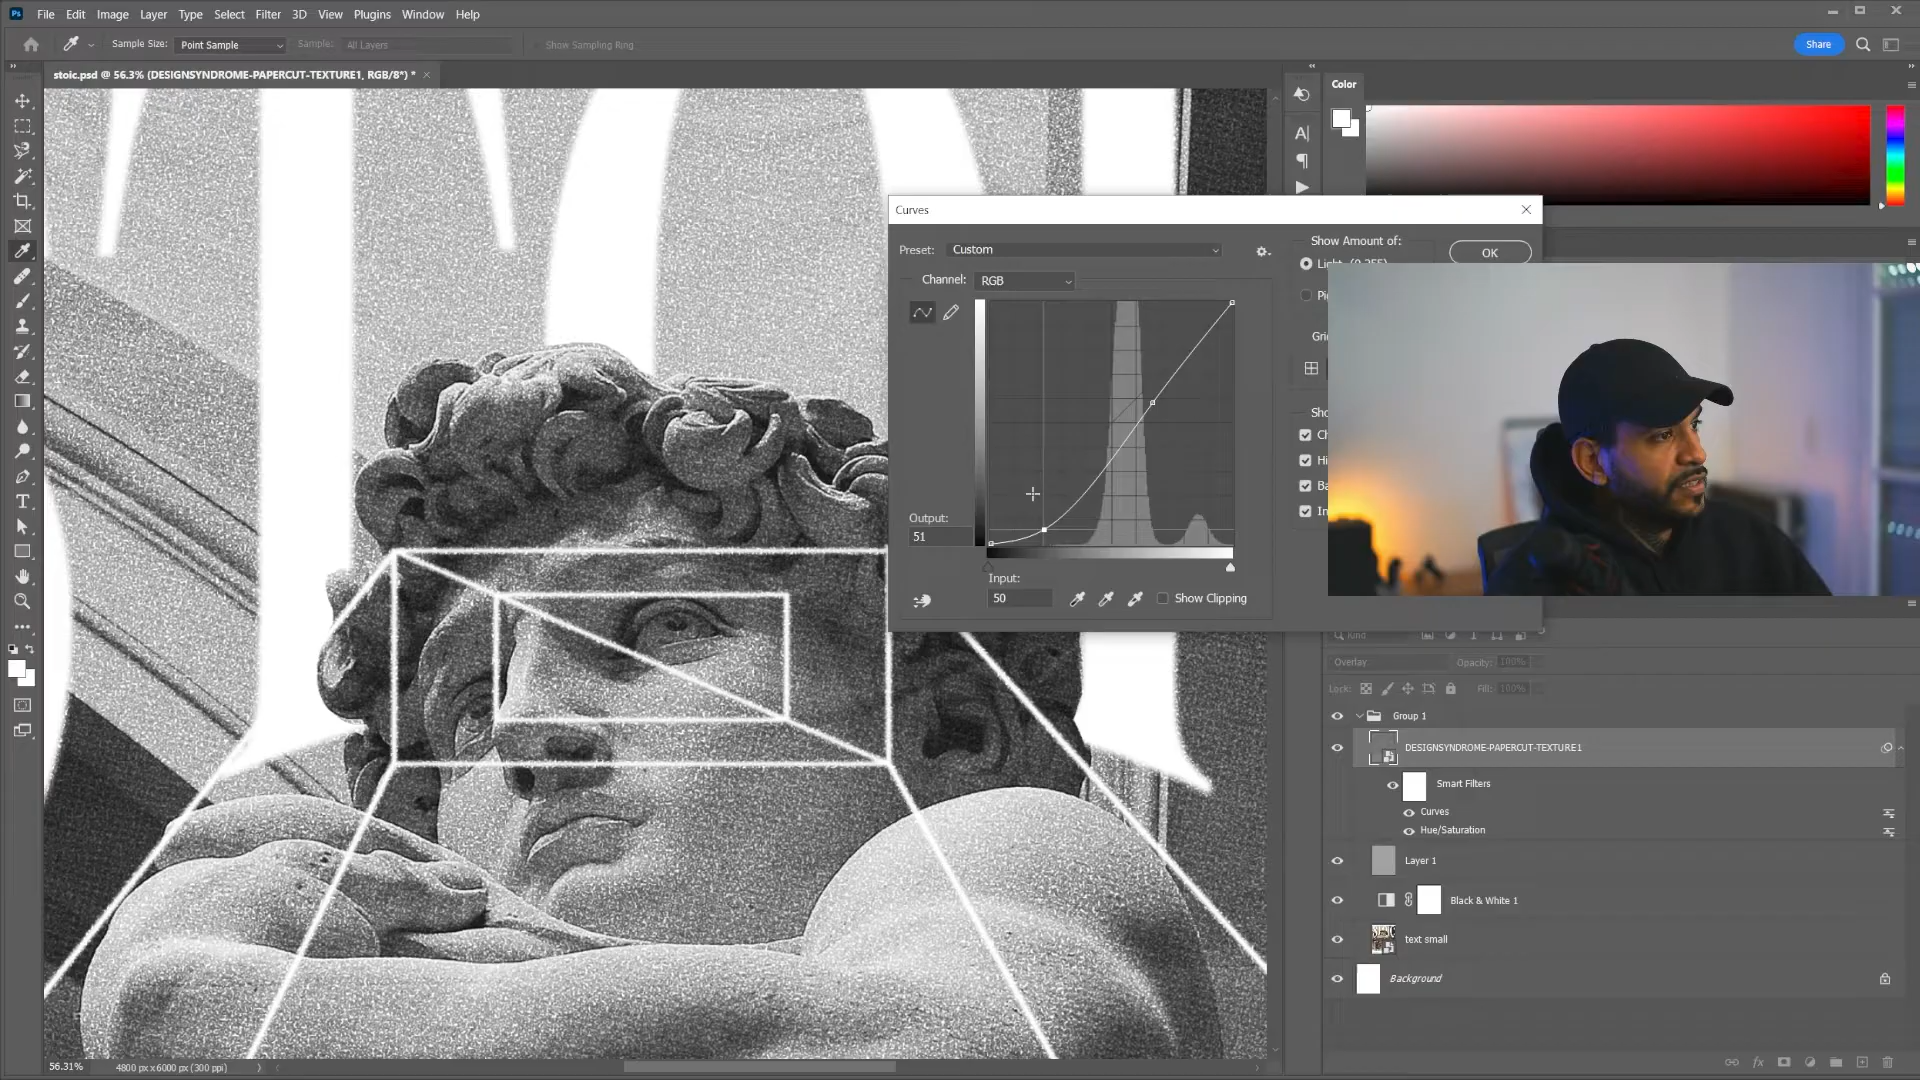 Ps File Edit Image Layer Type Select Filter 3D View Plugins Window Help
Sample Size: Point Sample Sample: All Layers Show Sampling Ring Share
stoic.psd @ 56.3% (DESIGNSYNDROME-PAPERCUT-TEXTURE1, RGB/8*) *
Color
Curves
Preset: Custom
Show Amount of:
OK
Channel: RGB
Output:
51
Input:
50
Show Clipping
Kind
Overlay Opacity: 100%
Lock: Fill: 100%
Group 1
DESIGNSYNDROME-PAPERCUT-TEXTURE1
Smart Filters
Curves
Hue/Saturation
Layer 1
Black & White 1
text small
Background
56.31% 4800 px x 6000 px (300 ppi)